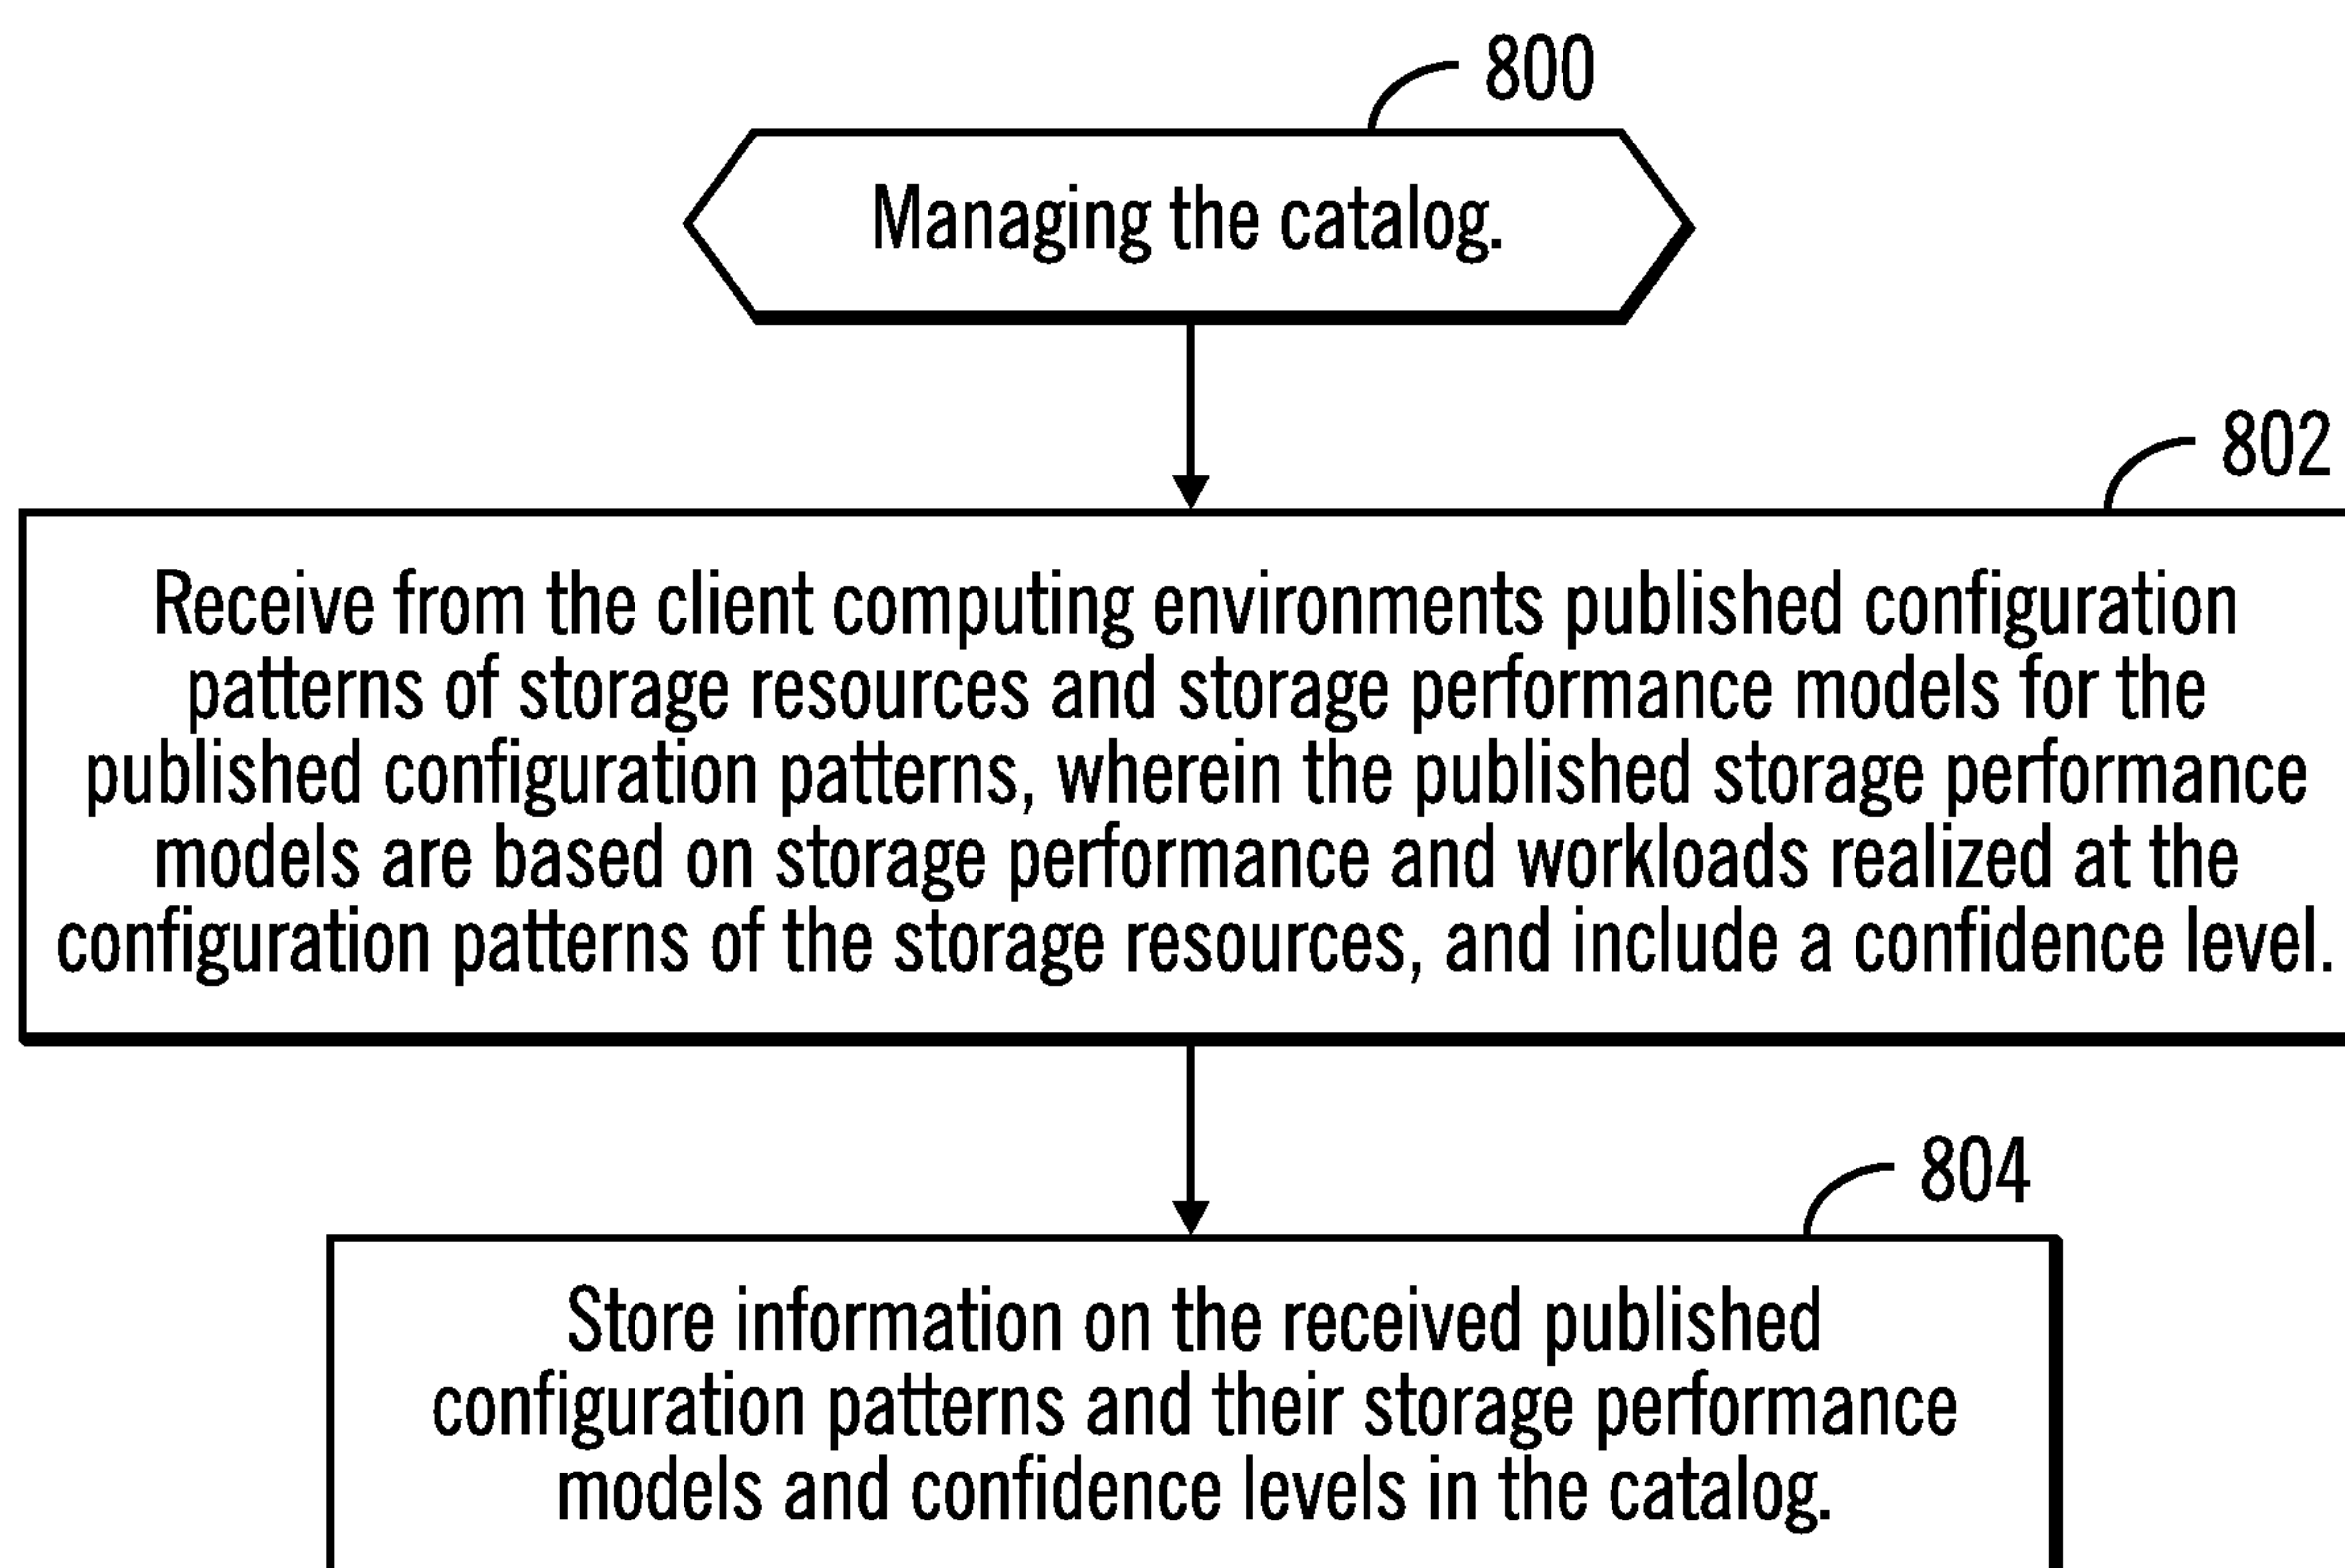 800
Managing the catalog.
802
Receive from the client computing environments published configuration
patterns of storage resources and storage performance models for the
published configuration patterns, wherein the published storage performance
models are based on storage performance and workloads realized at the
configuration patterns of the storage resources, and include a confidence level.
804
Store information on the received published
configuration patterns and their storage performance
models and confidence levels in the catalog.